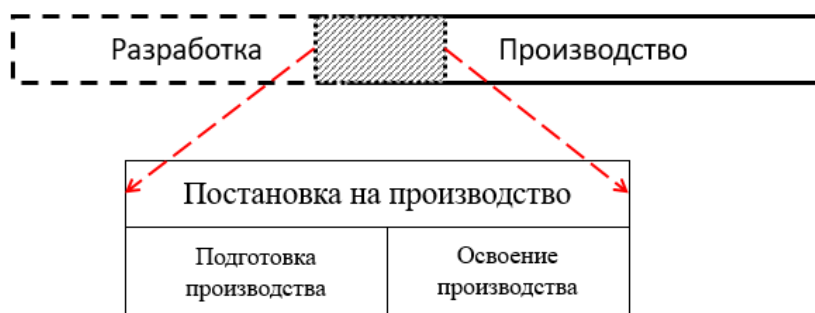 Разработка
Производство
Постановка на производство
Подготовка
производства
Освоение
производства